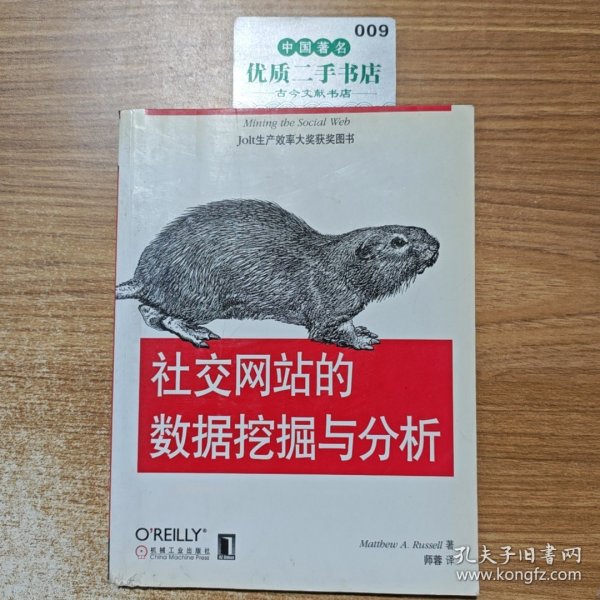 009
中国著名
优质二手书店
古今文献书店
Mining the Social Web
Jolt生产效率大奖获奖图书
社交网站的
数据挖掘与分析
O'REILLY®
机械工业出版社
China Machine Press
Matthew A. Russell 著
师蓉 译
孔夫子旧书网
www.kongfz.com